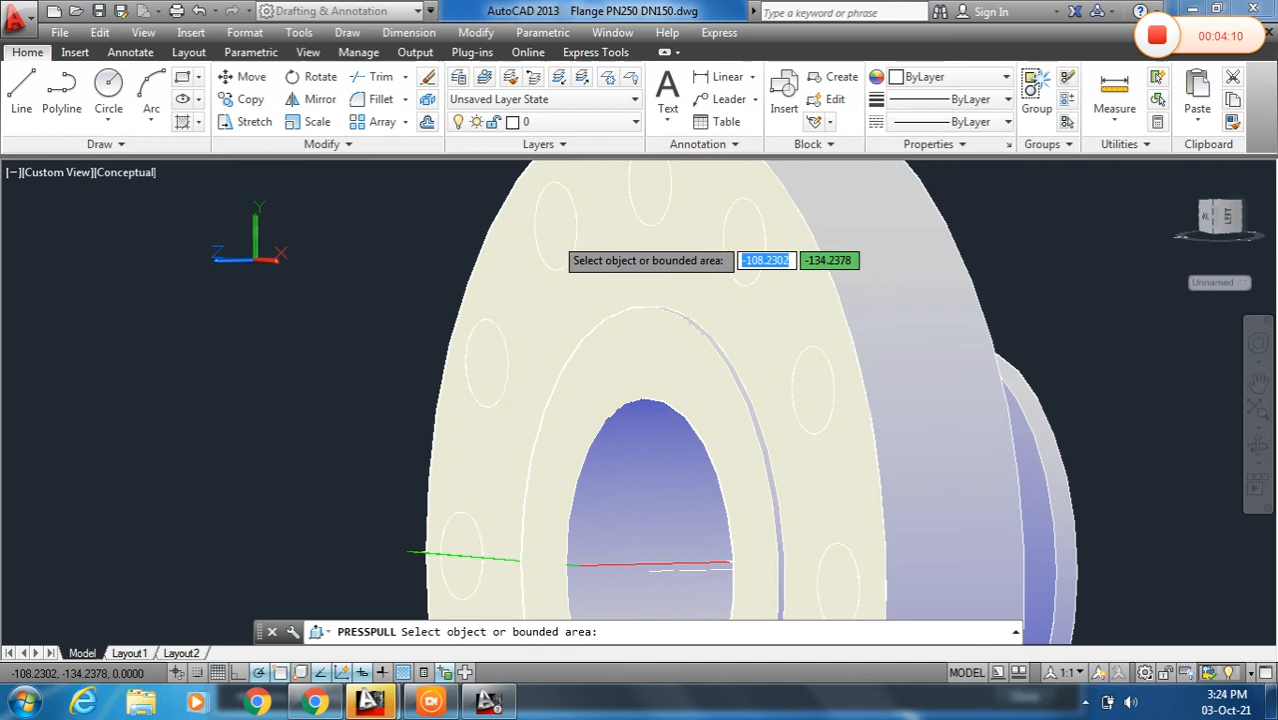 Drafting & Annotation
AutoCAD 2013 Flange PN250 DN150.dwg
Type a keyword or phrase
Sign In
00:04:10
File Edit View Insert Format Tools Draw Dimension Modify Parametric Window Help Express
Home Insert Annotate Layout Parametric View Manage Output Plug-ins Online Express Tools
Line Polyline Circle Arc
Move Rotate Trim
Copy Mirror Fillet
Stretch Scale Array
Unsaved Layer State
0
Text
Linear
Leader
Table
Insert
Create
Edit
ByLayer
ByLayer
ByLayer
Group
Measure
Paste
Draw Modify Layers Annotation Block Properties Groups Utilities Clipboard
[−][Custom View][Conceptual]
Y
Z X
LEFT
Unnamed
Select object or bounded area: -108.2302 -134.2378
PRESSPULL Select object or bounded area:
Model Layout1 Layout2
-108.2302, -134.2378, 0.0000
MODEL
1:1
3:24 PM
03-Oct-21